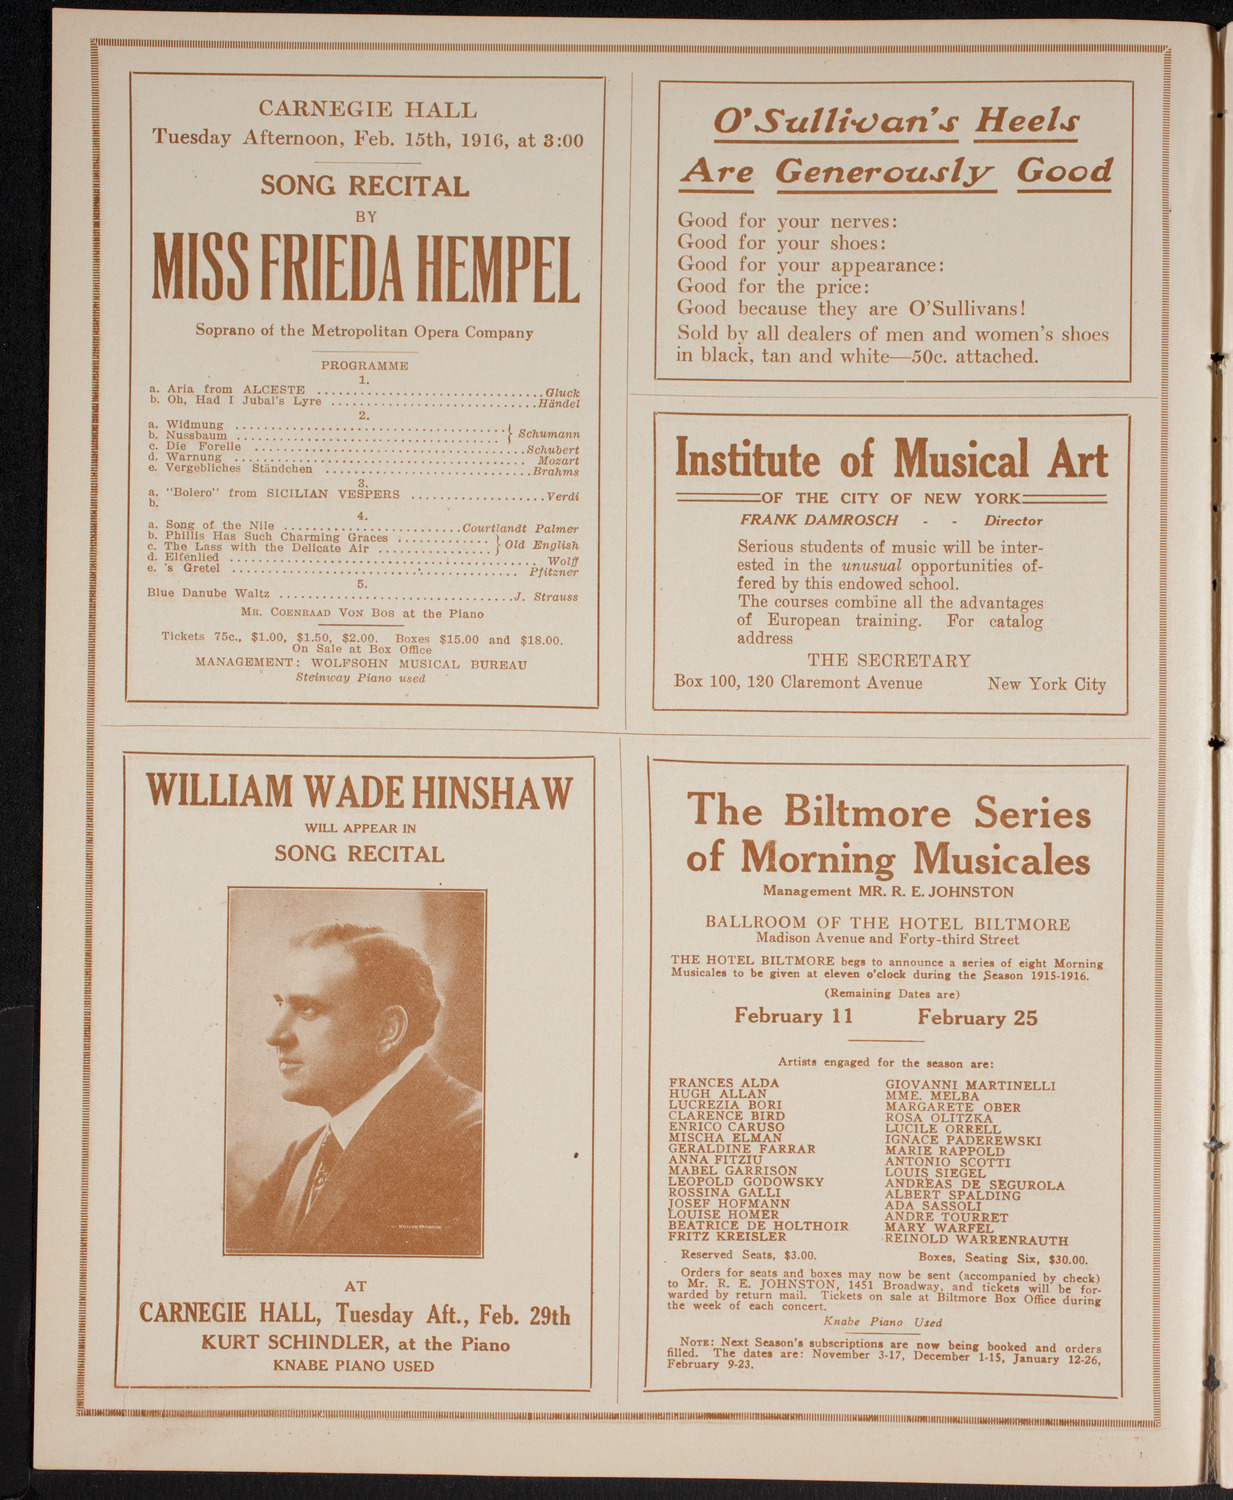 CARNEGIE HALL
Tuesday Afternoon, Feb. 15th, 1916, at 3:00
SONG RECITAL
BY
MISS FRIEDA HEMPEL
Soprano of the Metropolitan Opera Company
PROGRAMME
1.
a. Aria from ALCESTE ........ Gluck
b. Oh, Had I Jubal's Lyre ........ Händel
2.
a. Widmung ........
b. Nussbaum ........ } Schumann
c. Die Forelle ........ Schubert
d. Warnung ........ Mozart
e. Vergebliches Ständchen ........ Brahms
3.
a. "Bolero" from SICILIAN VESPERS ........ Verdi
b.
4.
a. Song of the Nile ........ Courtlandt Palmer
b. Phillis Has Such Charming Graces ........
c. The Lass with the Delicate Air ........ } Old English
d. Elfenlied ........ Wolff
e. 's Gretel ........ Pfitzner
5.
Blue Danube Waltz ........ J. Strauss
MR. COENRAAD VON BOS at the Piano
Tickets 75c., $1.00, $1.50, $2.00. Boxes $15.00 and $18.00.
On Sale at Box Office
MANAGEMENT: WOLFSOHN MUSICAL BUREAU
Steinway Piano used
O'Sullivan's Heels
Are Generously Good
Good for your nerves:
Good for your shoes:
Good for your appearance:
Good for the price:
Good because they are O'Sullivans!
Sold by all dealers of men and women's shoes
in black, tan and white—50c. attached.
Institute of Musical Art
OF THE CITY OF NEW YORK
FRANK DAMROSCH - - Director
Serious students of music will be inter-
ested in the unusual opportunities of-
fered by this endowed school.
The courses combine all the advantages
of European training. For catalog
address
THE SECRETARY
Box 100, 120 Claremont Avenue New York City
WILLIAM WADE HINSHAW
WILL APPEAR IN
SONG RECITAL
AT
CARNEGIE HALL, Tuesday Aft., Feb. 29th
KURT SCHINDLER, at the Piano
KNABE PIANO USED
The Biltmore Series
of Morning Musicales
Management MR. R. E. JOHNSTON
BALLROOM OF THE HOTEL BILTMORE
Madison Avenue and Forty-third Street
THE HOTEL BILTMORE begs to announce a series of eight Morning
Musicales to be given at eleven o'clock during the Season 1915-1916.
(Remaining Dates are)
February 11 February 25
Artists engaged for the season are:
FRANCES ALDA
HUGH ALLAN
LUCREZIA BORI
CLARENCE BIRD
ENRICO CARUSO
MISCHA ELMAN
GERALDINE FARRAR
ANNA FITZIU
MABEL GARRISON
LEOPOLD GODOWSKY
ROSSINA GALLI
JOSEF HOFMANN
LOUISE HOMER
BEATRICE DE HOLTHOIR
FRITZ KREISLER
GIOVANNI MARTINELLI
MME. MELBA
MARGARETE OBER
ROSA OLITZKA
LUCILE ORRELL
IGNACE PADEREWSKI
MARIE RAPPOLD
ANTONIO SCOTTI
LOUIS SIEGEL
ANDREAS DE SEGUROLA
ALBERT SPALDING
ADA SASSOLI
ANDRE TOURRET
MARY WARFEL
REINOLD WARRENRAUTH
Reserved Seats, $3.00. Boxes, Seating Six, $30.00.
Orders for seats and boxes may now be sent (accompanied by check)
to Mr. R. E. JOHNSTON, 1451 Broadway, and tickets will be for-
warded by return mail. Tickets on sale at Biltmore Box Office during
the week of each concert.
Knabe Piano Used
NOTE: Next Season's subscriptions are now being booked and orders
filled. The dates are: November 3-17, December 1-15, January 12-26,
February 9-23.